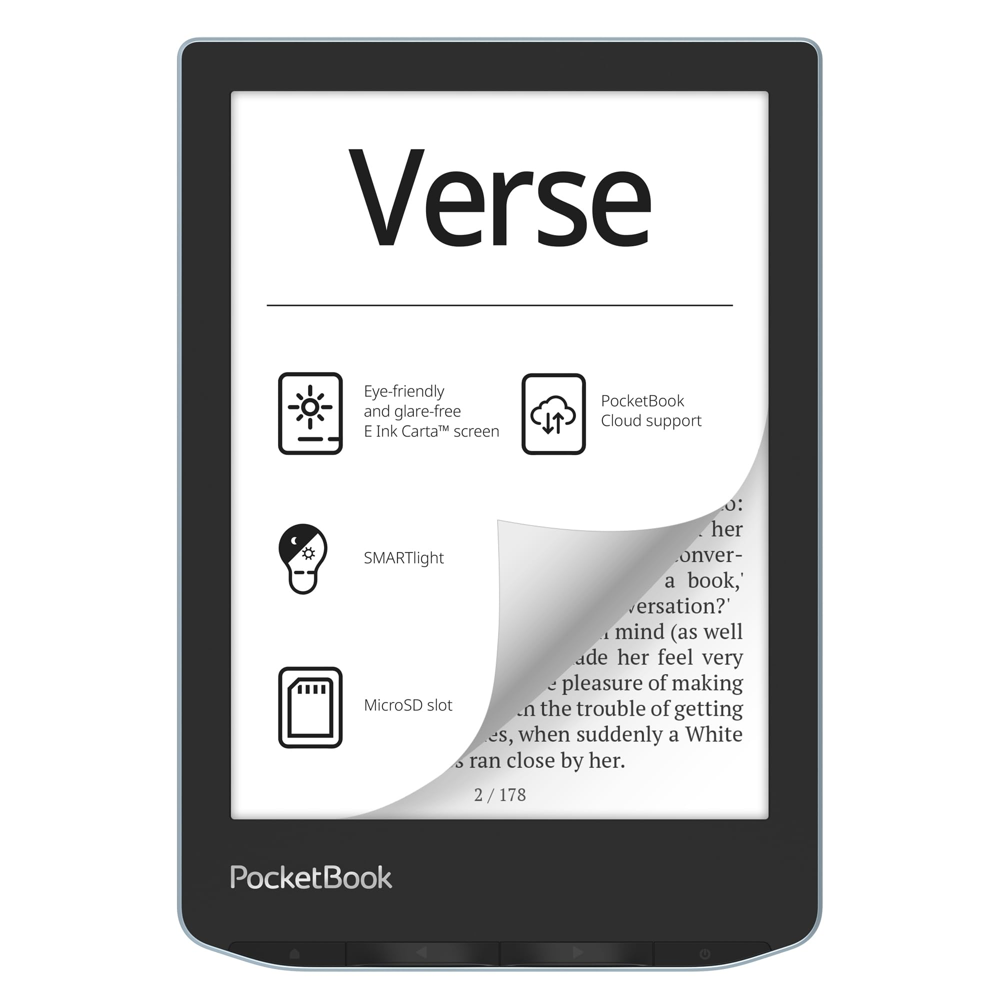 Verse
Eye-friendly
and glare-free
E Ink Carta™ screen
PocketBook
Cloud support
SMARTlight
MicroSD slot
her
a book,'
mind (as well
her feel very
pleasure of making
the trouble of getting
when suddenly a White
ran close by her.
2 / 178
PocketBook